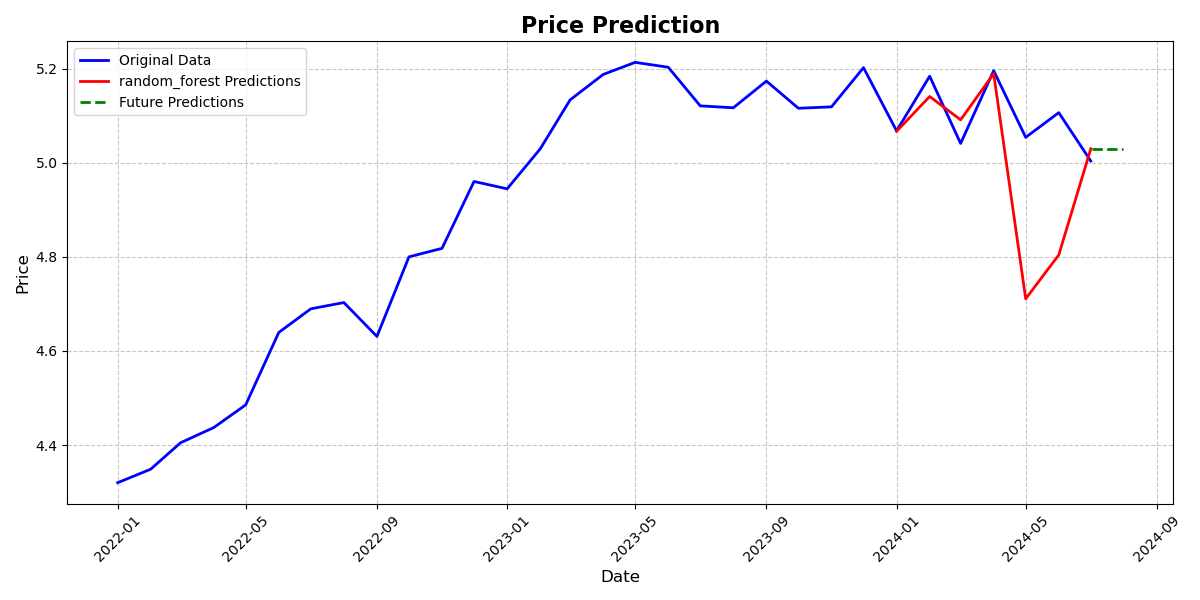 Price Prediction
Original Data
random_forest Predictions
Future Predictions
Price
5.2
5.0
4.8
4.6
4.4
2022-01
2022-05
2022-09
2023-01
2023-05
2023-09
2024-01
2024-05
2024-09
Date